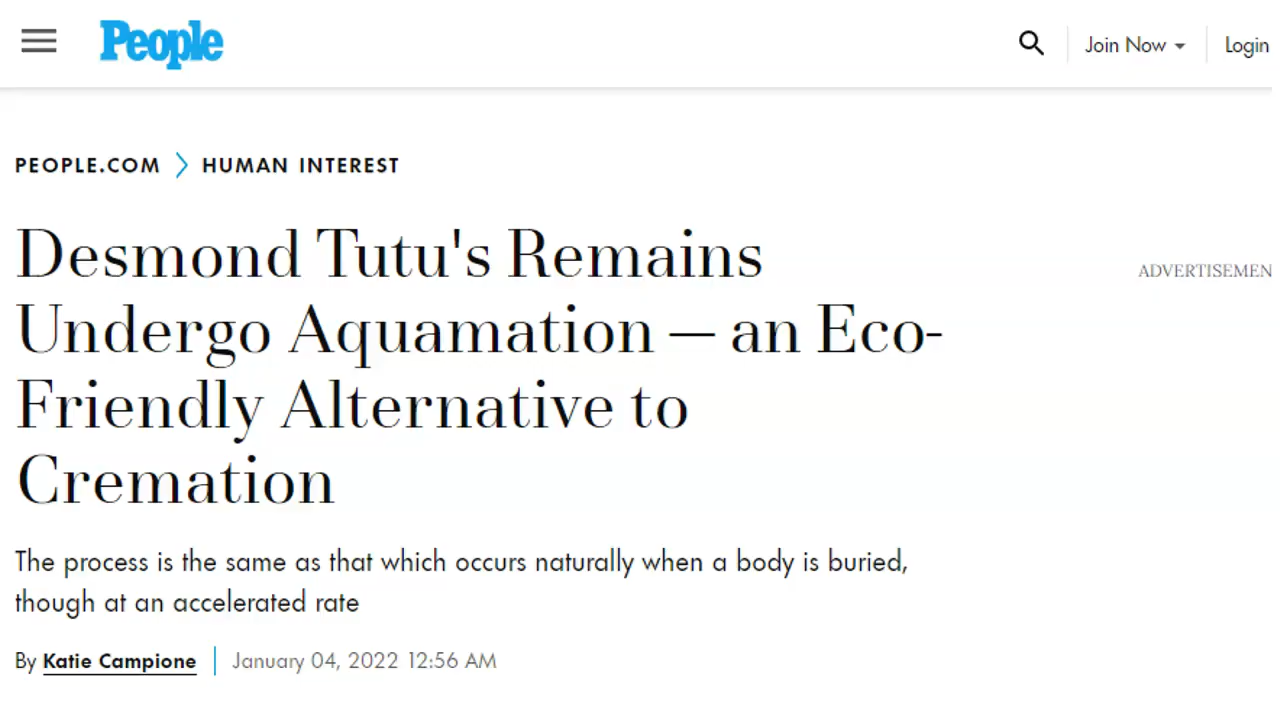 People
Join Now
Login
PEOPLE.COM > HUMAN INTEREST
ADVERTISEMEN
Desmond Tutu's Remains
Undergo Aquamation — an Eco-
Friendly Alternative to
Cremation
The process is the same as that which occurs naturally when a body is buried,
though at an accelerated rate
By Katie Campione | January 04, 2022 12:56 AM